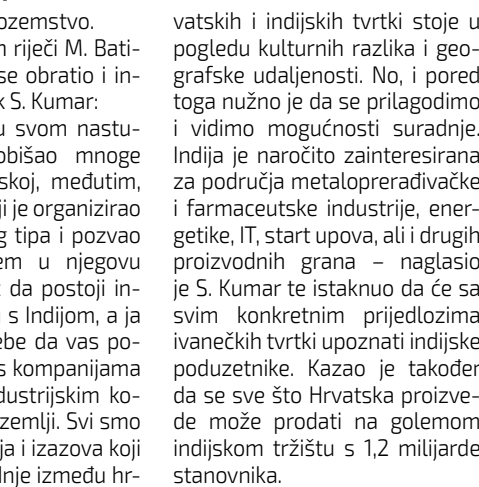 ozemstvo.
riječi M. Bati-
se obratio i in-
k S. Kumar:
u svom nastu-
obišao mnoge
skoj, međutim,
ji je organizirao
g tipa i pozvao
em u njegovu
da postoji in-
s Indijom, a ja
ebe da vas po-
s kompanijama
dustrijskim ko-
zemlji. Svi smo
ja i izazova koji
dnje između hr-
vatskih i indijskih tvrtki stoje u
pogledu kulturnih razlika i geo-
grafske udaljenosti. No, i pored
toga nužno je da se prilagodimo
i vidimo mogućnosti suradnje.
Indija je naročito zainteresirana
za područja metaloprerađivačke
i farmaceutske industrije, ener-
getike, IT, start upova, ali i drugih
proizvodnih grana – naglasio
je S. Kumar te istaknuo da će sa
svim konkretnim prijedlozima
ivanečkih tvrtki upoznati indijske
poduzetnike. Kazao je također
da se sve što Hrvatska proizve-
de može prodati na golemom
indijskom tržištu s 1,2 milijarde
stanovnika.